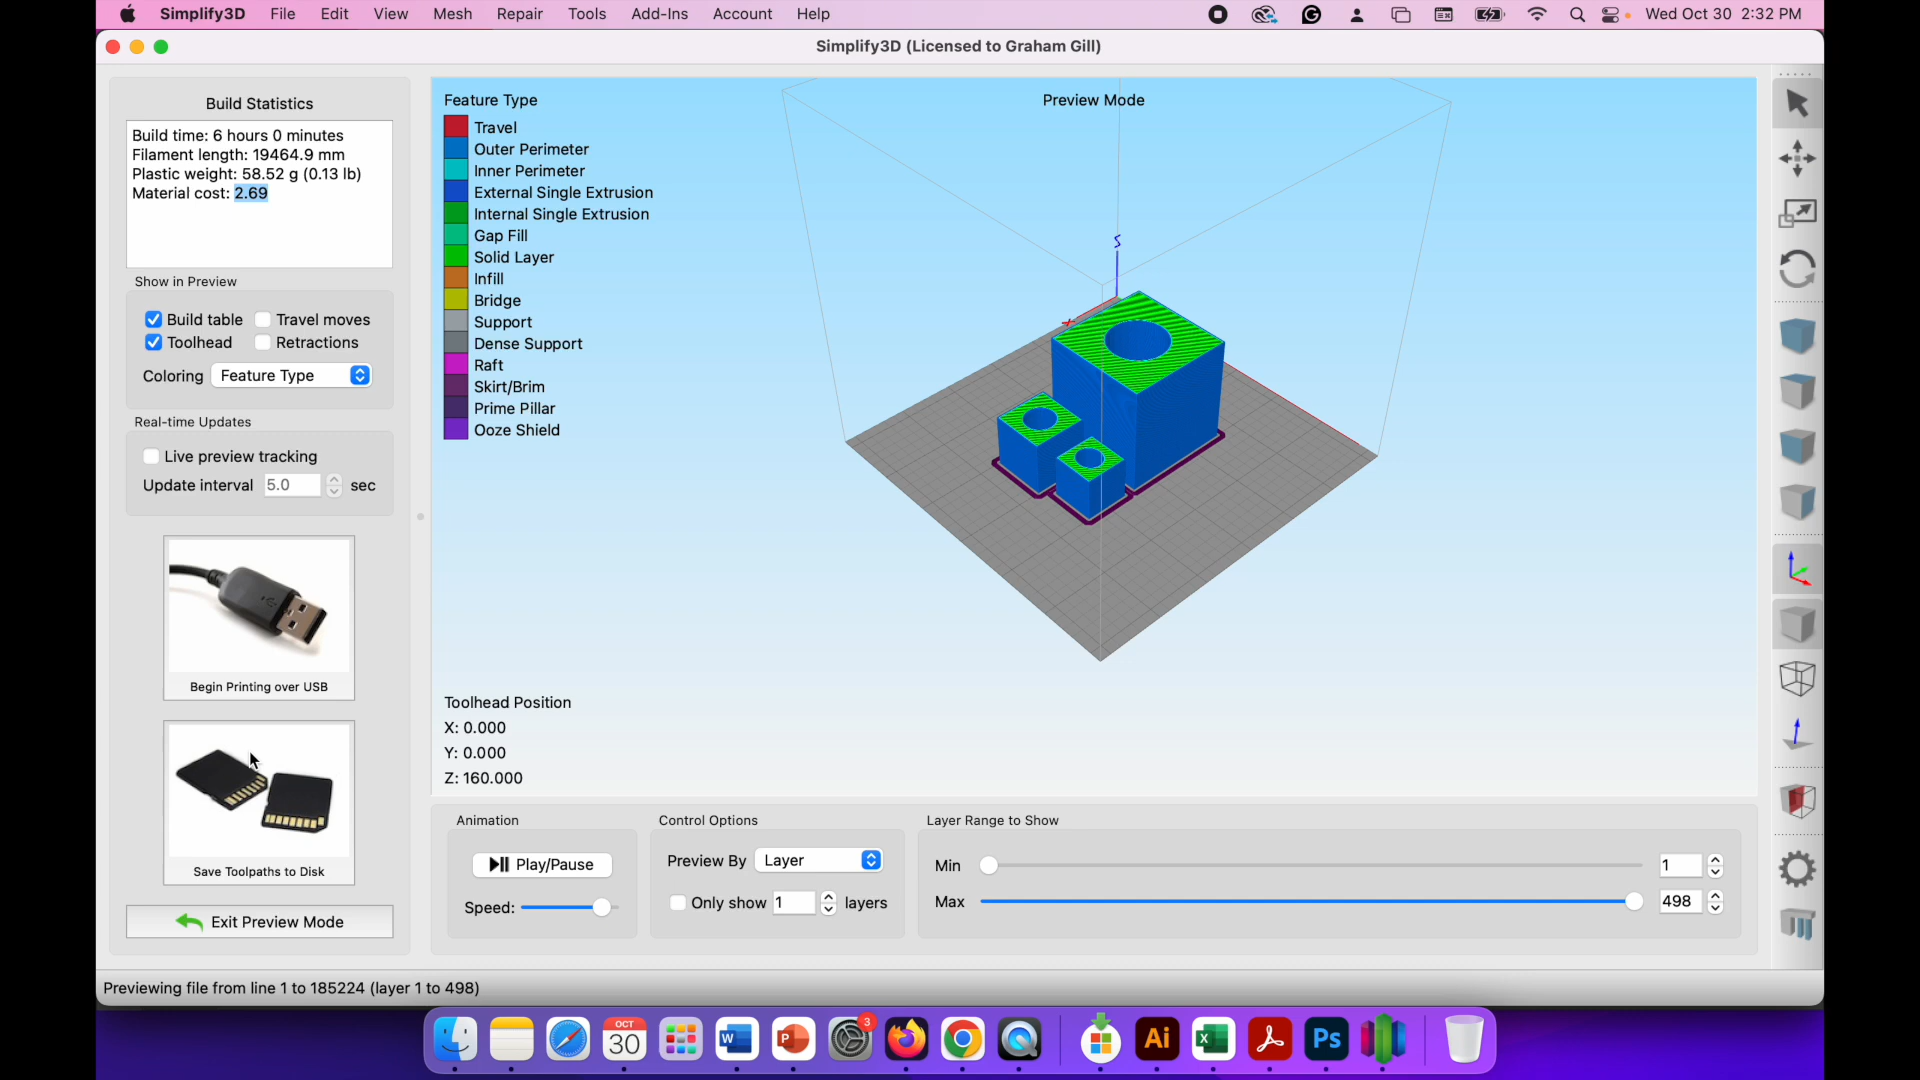 Simplify3D File Edit View Mesh Repair Tools Add-Ins Account Help Wed Oct 30 2:32 PM
Simplify3D (Licensed to Graham Gill)
Build Statistics
Build time: 6 hours 0 minutes
Filament length: 19464.9 mm
Plastic weight: 58.52 g (0.13 lb)
Material cost: 2.69
Show in Preview
Build table Travel moves
Toolhead Retractions
Coloring Feature Type
Real-time Updates
Live preview tracking
Update interval 5.0 sec
Begin Printing over USB
Save Toolpaths to Disk
Exit Preview Mode
Feature Type
Travel
Outer Perimeter
Inner Perimeter
External Single Extrusion
Internal Single Extrusion
Gap Fill
Solid Layer
Infill
Bridge
Support
Dense Support
Raft
Skirt/Brim
Prime Pillar
Ooze Shield
Preview Mode
Toolhead Position
X: 0.000
Y: 0.000
Z: 160.000
Animation
Play/Pause
Speed:
Control Options
Preview By Layer
Only show 1 layers
Layer Range to Show
Min 1
Max 498
Previewing file from line 1 to 185224 (layer 1 to 498)
OCT
30
W
P
3
Ai
X
Ps